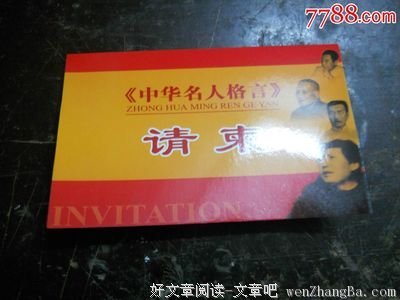 7788.com
《中华名人格言》
ZHONG HUA MING REN GE YAN
请柬
INVITATION
好文章阅读-文章吧
wenZhangBa.com